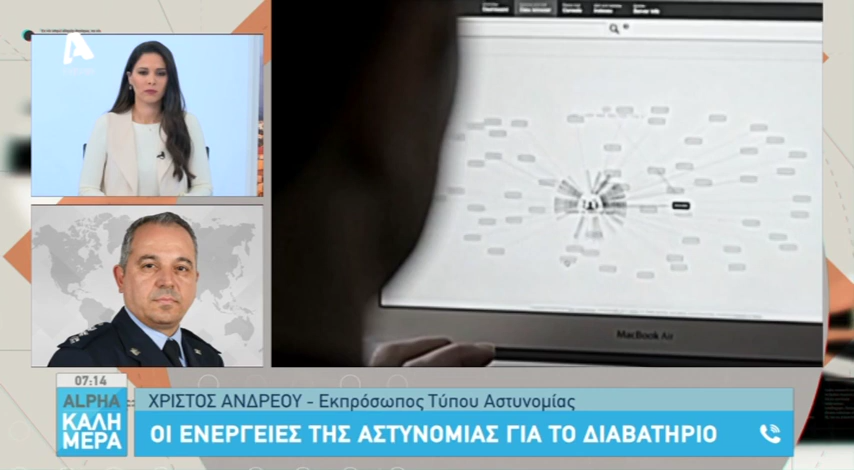 07:14
ALPHA
ΚΑΛΗ
ΜΕΡΑ
ΧΡΙΣΤΟΣ ΑΝΔΡΕΟΥ - Εκπρόσωπος Τύπου Αστυνομίας
ΟΙ ΕΝΕΡΓΕΙΕΣ ΤΗΣ ΑΣΤΥΝΟΜΙΑΣ ΓΙΑ ΤΟ ΔΙΑΒΑΤΗΡΙΟ
MacBook Air